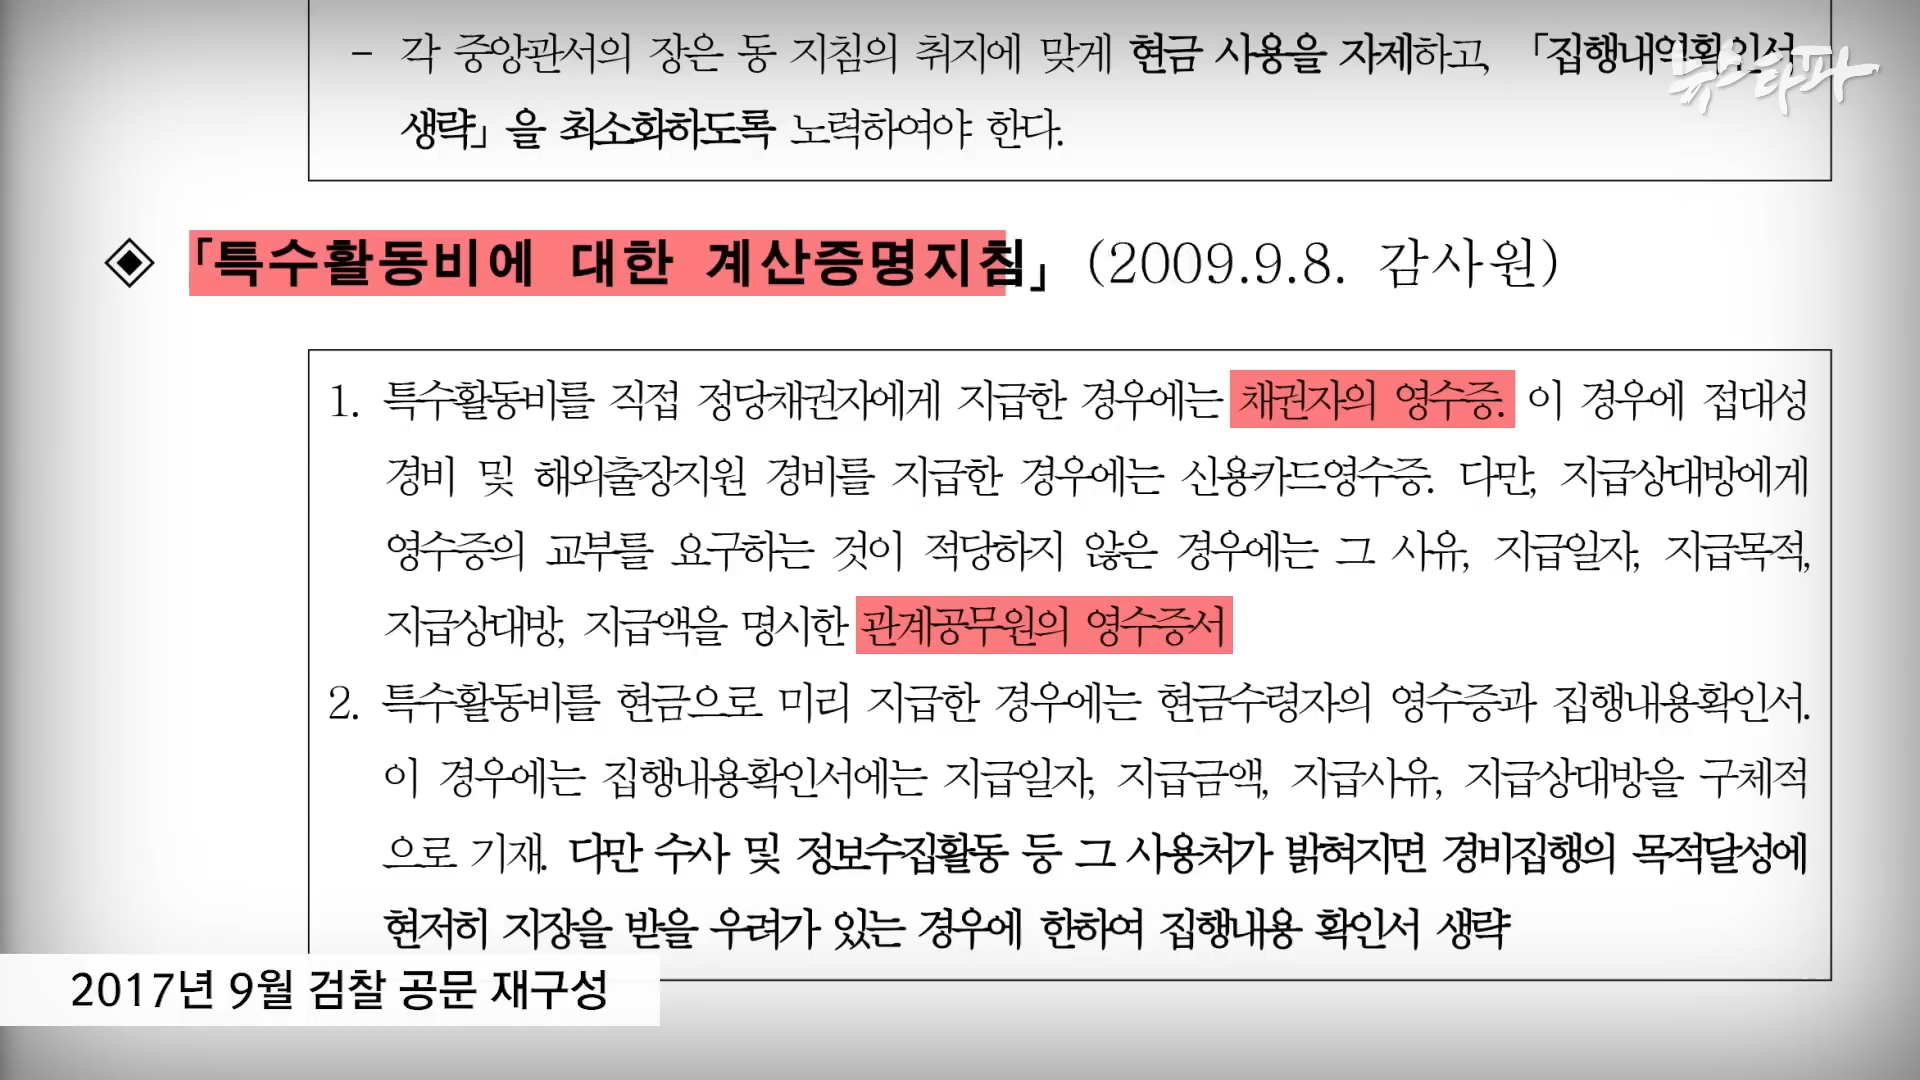 - 각 중앙관서의 장은 동 지침의 취지에 맞게 현금 사용을 자제하고, 「집행내역확인서
뉴스타파
생략」을 최소화하도록 노력하여야 한다.
◈ 「특수활동비에 대한 계산증명지침」 (2009.9.8. 감사원)
1. 특수활동비를 직접 정당채권자에게 지급한 경우에는 채권자의 영수증. 이 경우에 접대성
경비 및 해외출장지원 경비를 지급한 경우에는 신용카드영수증. 다만, 지급상대방에게
영수증의 교부를 요구하는 것이 적당하지 않은 경우에는 그 사유, 지급일자, 지급목적,
지급상대방, 지급액을 명시한 관계공무원의 영수증서
2. 특수활동비를 현금으로 미리 지급한 경우에는 현금수령자의 영수증과 집행내용확인서.
이 경우에는 집행내용확인서에는 지급일자, 지급금액, 지급사유, 지급상대방을 구체적
으로 기재. 다만 수사 및 정보수집활동 등 그 사용처가 밝혀지면 경비집행의 목적달성에
현저히 지장을 받을 우려가 있는 경우에 한하여 집행내용 확인서 생략
2017년 9월 검찰 공문 재구성